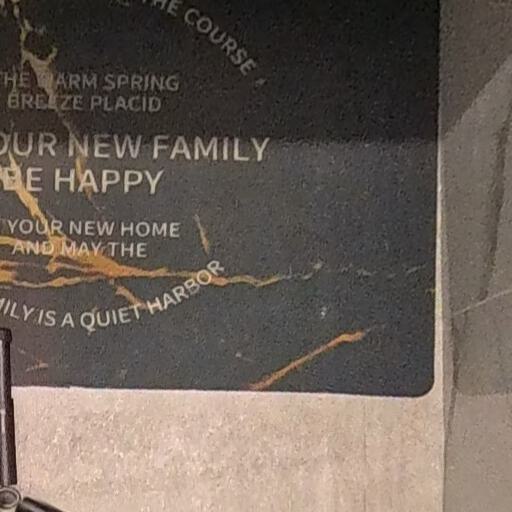 THE COURSE
THE WARM SPRING
BREEZE PLACID
OUR NEW FAMILY
BE HAPPY
YOUR NEW HOME
AND MAY THE
MILY IS A QUIET HARBOR